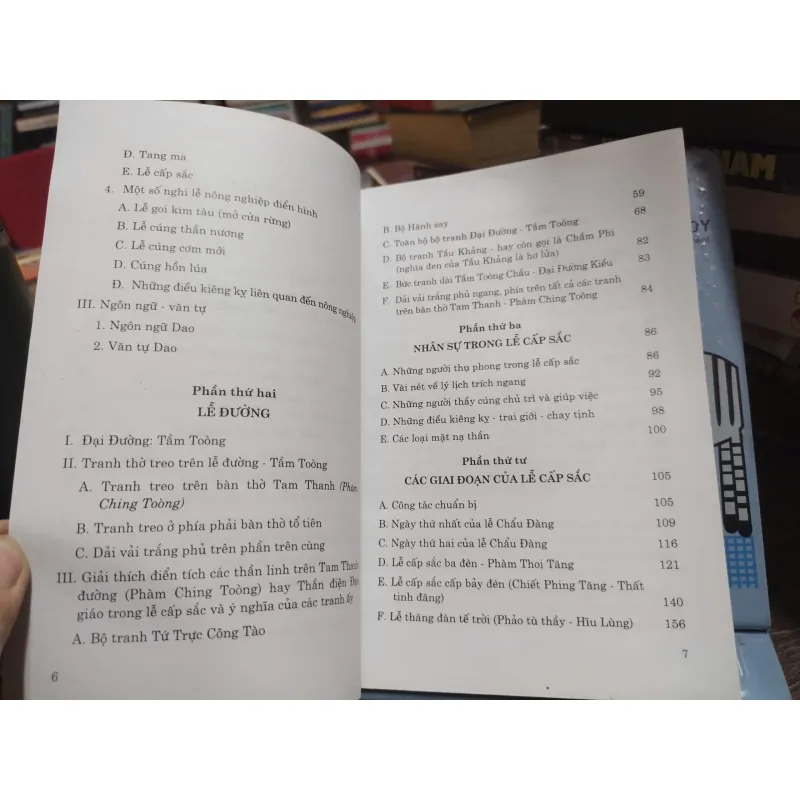 Đ. Tang ma
E. Lễ cấp sắc
4. Một số nghi lễ nông nghiệp điển hình
A. Lễ gọi kim tàu (mở cửa rừng)
B. Lễ cúng thần nương
C. Lễ cúng cơm mới
D. Cúng hồn lúa
Đ. Những điều kiêng kỵ liên quan đến nông nghiệp
III. Ngôn ngữ - văn tự
1. Ngôn ngữ Dao
2. Văn tự Dao
Phần thứ hai
LỄ ĐƯỜNG
I. Đại Đường: Tầm Toòng
II. Tranh thờ treo trên lễ đường - Tầm Toòng
A. Tranh treo trên bàn thờ Tam Thanh (Phàm
Ching Toòng)
B. Tranh treo ở phía phải bàn thờ tổ tiên
C. Dải vải trắng phủ trên phần trên cùng
III. Giải thích điển tích các thần linh trên Tam Thanh
đường (Phàm Ching Toòng) hay Thần điện Đạo
giáo trong lễ cấp sắc và ý nghĩa của các tranh ấy
A. Bộ tranh Tứ Trực Công Tào
6
B. Bộ Hành say 59
C. Toàn bộ bộ tranh Đại Đường - Tầm Toòng 68
D. Bộ tranh Tẩu Khảng - hay còn gọi là Chầm Phi
(nghĩa đen của Tẩu Khảng là hơ lửa) 82
E. Bức tranh dài Tầm Toòng Chầu - Đại Đường Kiều 83
F. Dải vải trắng phủ ngang, phía trên tất cả các tranh
trên bàn thờ Tam Thanh - Phàm Ching Toòng 84
Phần thứ ba
NHÂN SỰ TRONG LỄ CẤP SẮC 86
A. Những người thụ phong trong lễ cấp sắc 86
B. Vài nét về lý lịch trích ngang 92
C. Những người thầy cúng chủ trì và giúp việc 95
D. Những điều kiêng kỵ - trai giới - chay tịnh 98
E. Các loại mặt nạ thần 100
Phần thứ tư
CÁC GIAI ĐOẠN CỦA LỄ CẤP SẮC 105
A. Công tác chuẩn bị 105
B. Ngày thứ nhất của lễ Chẩu Đàng 109
C. Ngày thứ hai của lễ Chẩu Đàng 116
D. Lễ cấp sắc ba đèn - Phàm Thoi Tăng 121
E. Lễ cấp sắc cấp bảy đèn (Chiết Phing Tăng - Thất
tinh đăng) 140
F. Lễ thăng đàn tế trời (Phảo tù thầy - Hĩu Lùng) 156
7